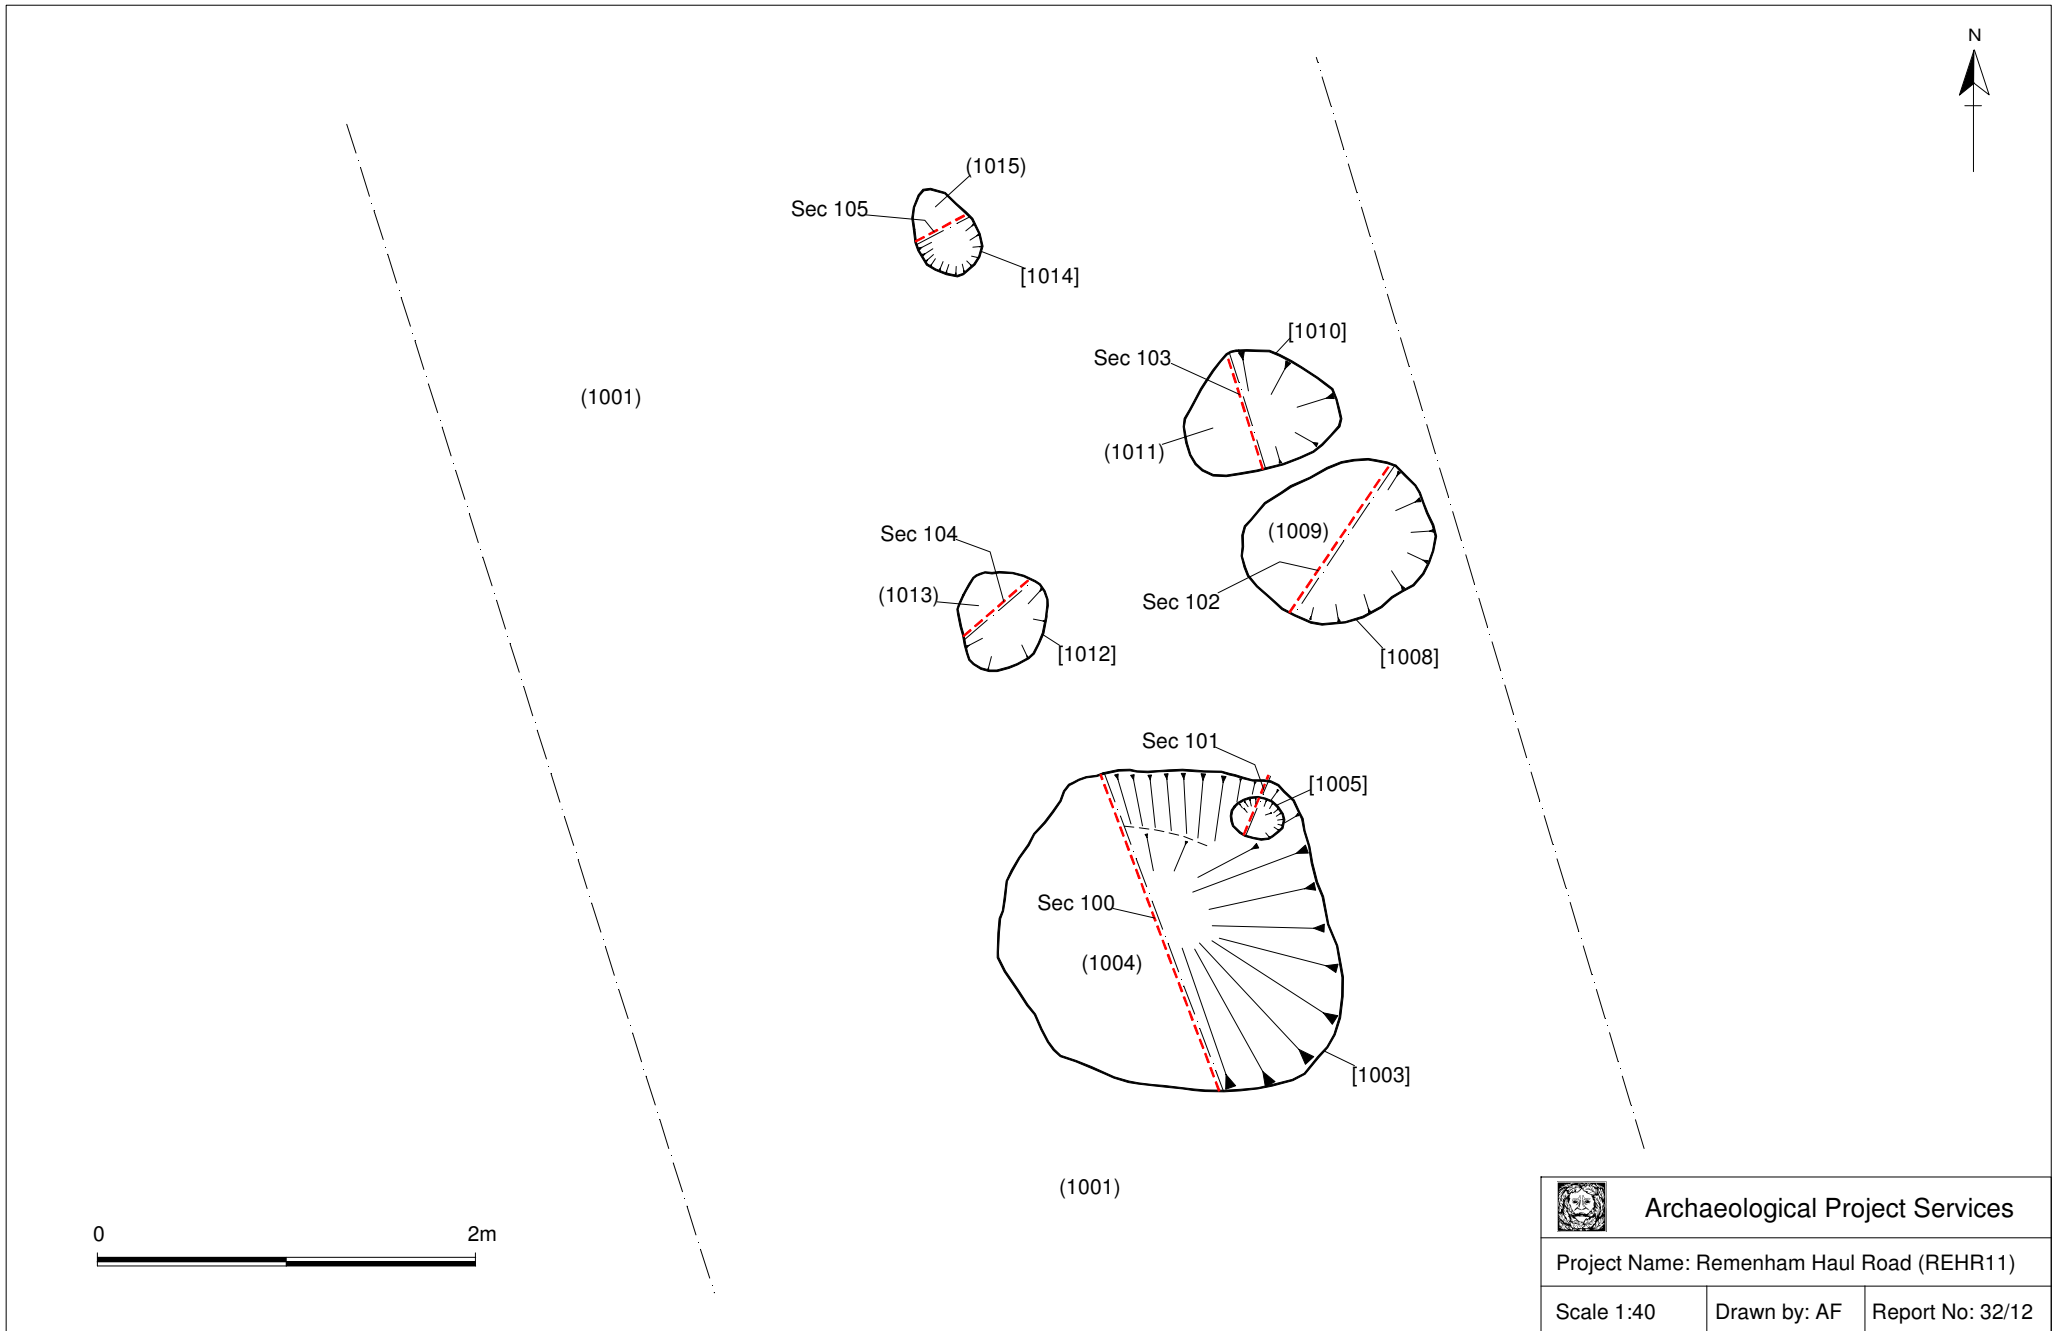 N
(1015)
Sec 105
[1014]
[1010]
Sec 103
(1001)
(1011)
Sec 104
(1009)
(1013)
Sec 102
[1012]
[1008]
Sec 101
[1005]
Sec 100
(1004)
[1003]
(1001)
0 2m
Archaeological Project Services
Project Name: Remenham Haul Road (REHR11)
Scale 1:40 Drawn by: AF Report No: 32/12